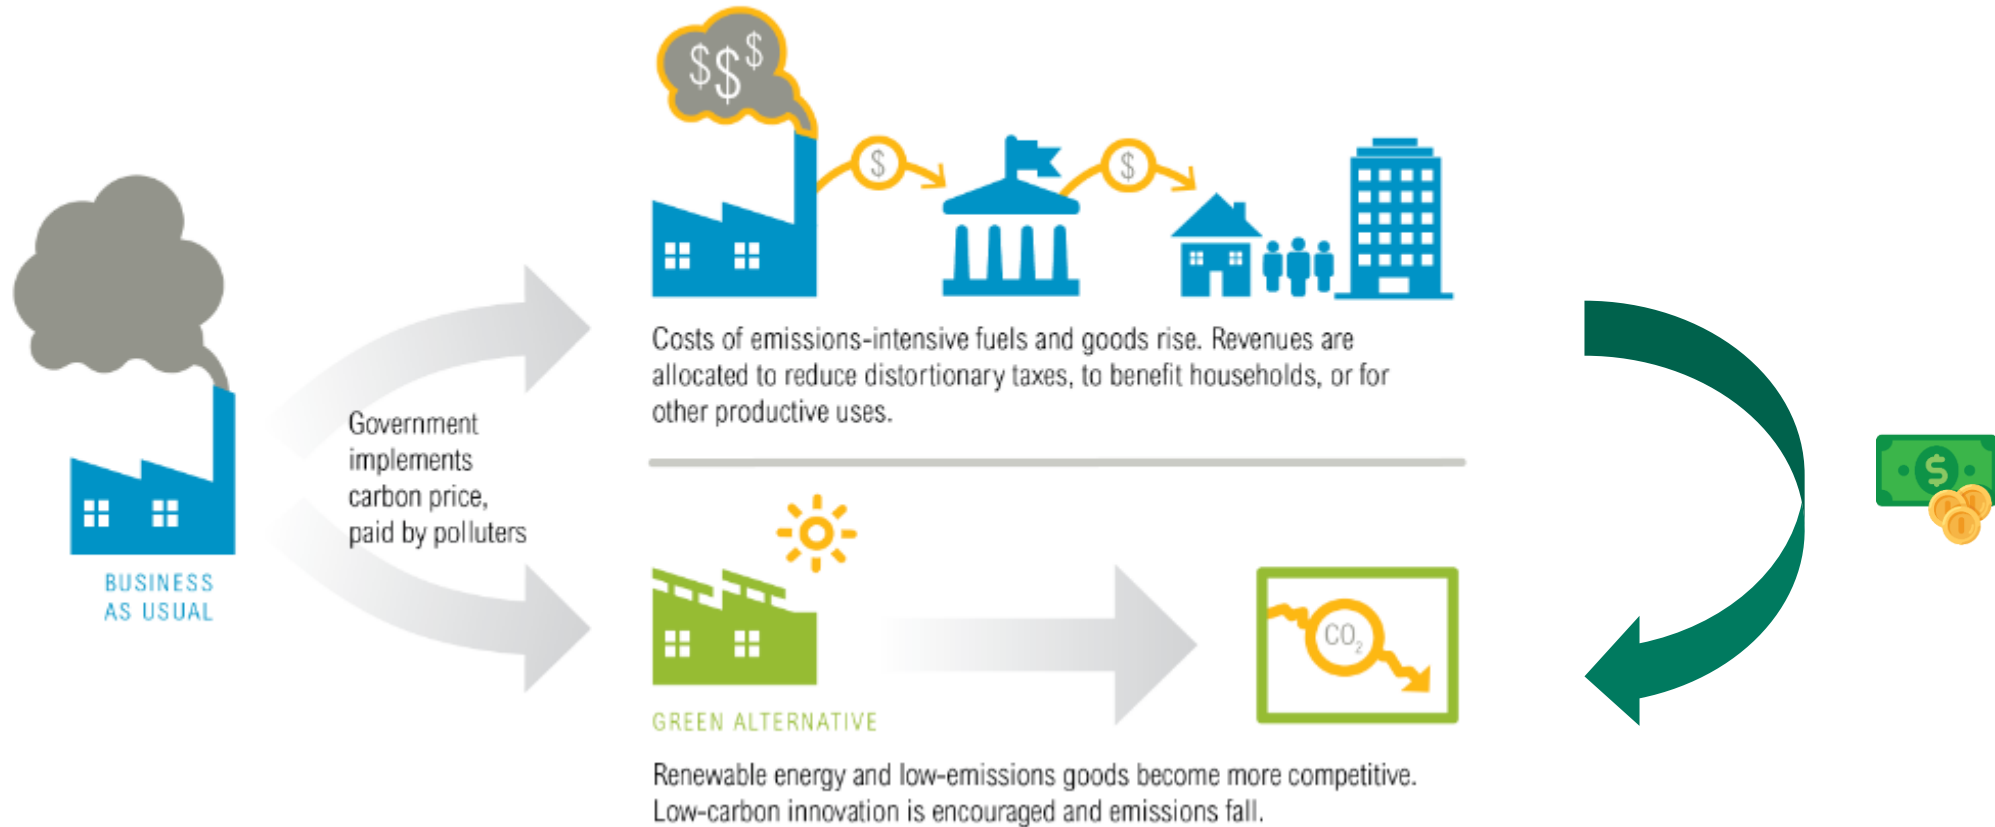 $ $ $
$
$
Costs of emissions-intensive fuels and goods rise. Revenues are
allocated to reduce distortionary taxes, to benefit households, or for
other productive uses.
Government
implements
carbon price,
paid by polluters
BUSINESS
AS USUAL
$
CO₂
GREEN ALTERNATIVE
Renewable energy and low-emissions goods become more competitive.
Low-carbon innovation is encouraged and emissions fall.